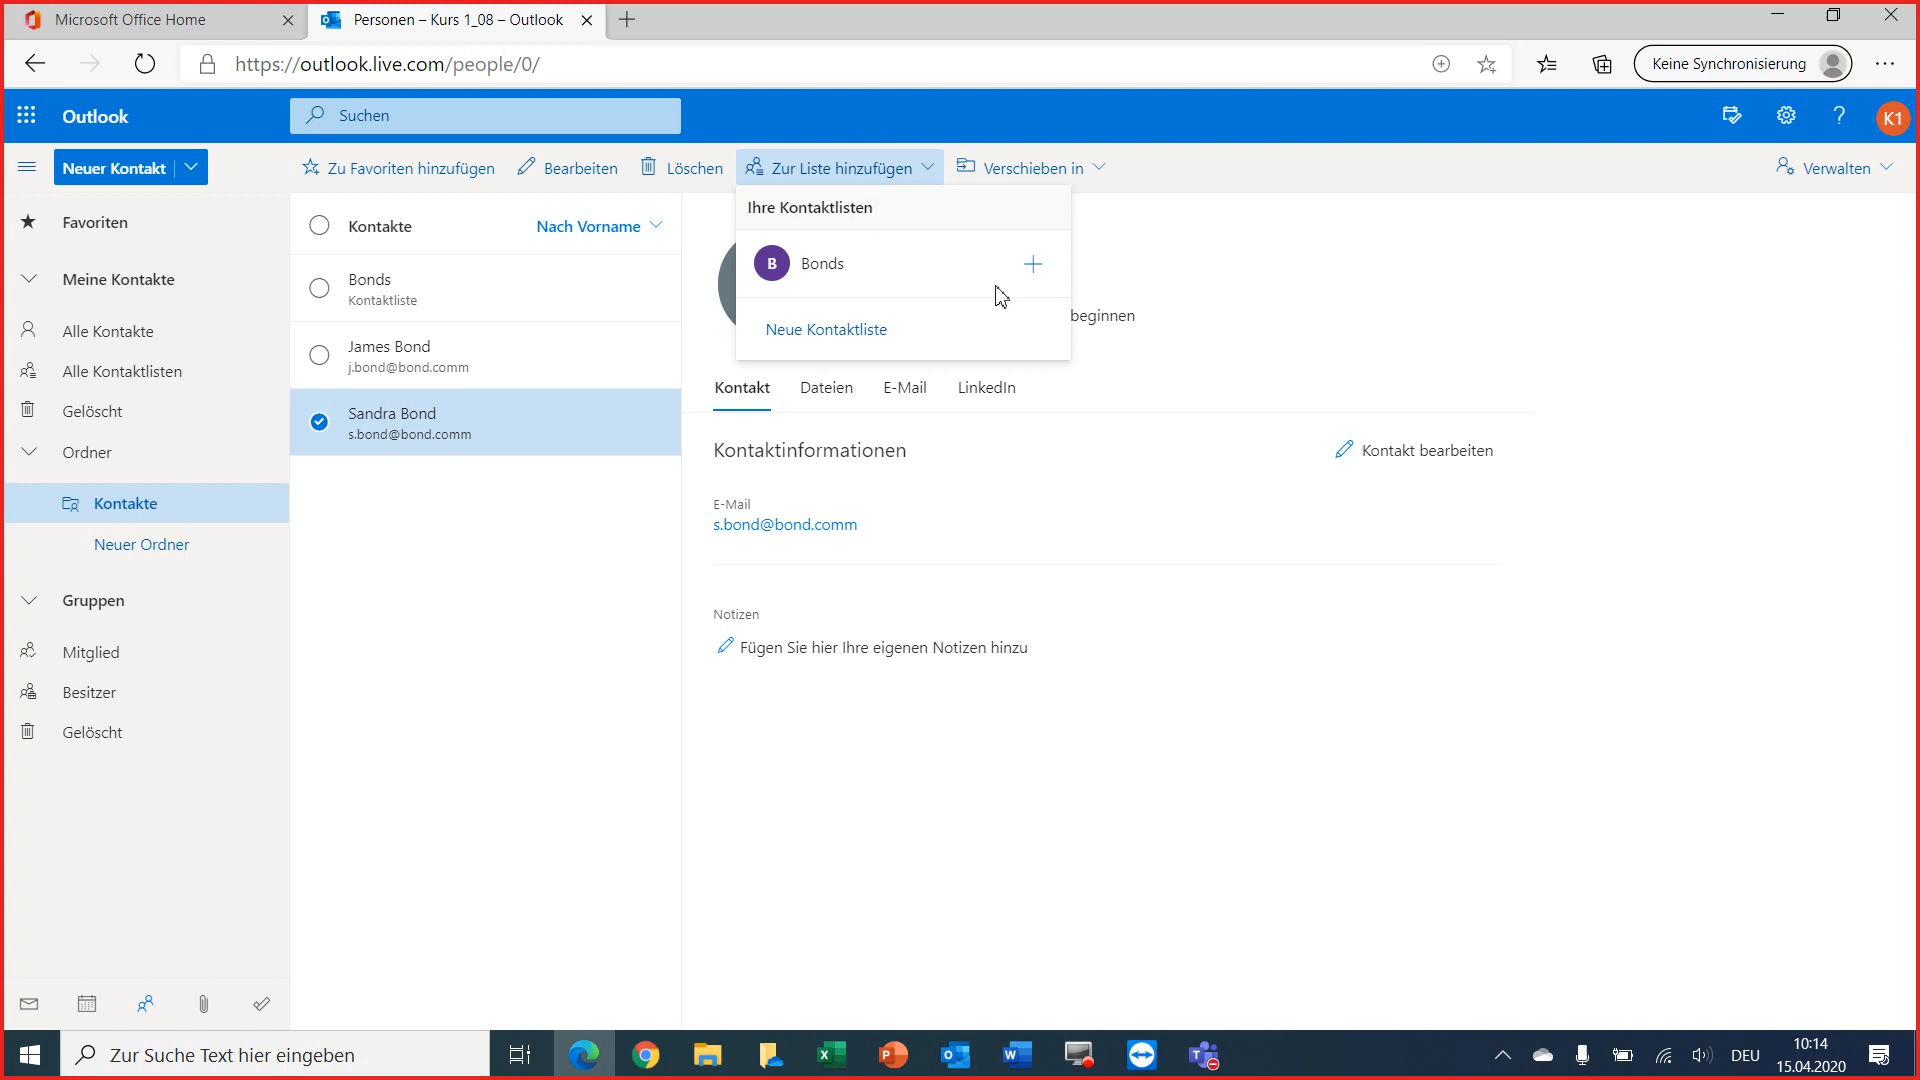 Microsoft Office Home
Personen – Kurs 1_08 – Outlook
https://outlook.live.com/people/0/
Keine Synchronisierung
Outlook
Suchen
K1
Neuer Kontakt
Zu Favoriten hinzufügen
Bearbeiten
Löschen
Zur Liste hinzufügen
Verschieben in
Verwalten
Favoriten
Meine Kontakte
Alle Kontakte
Alle Kontaktlisten
Gelöscht
Ordner
Kontakte
Neuer Ordner
Gruppen
Mitglied
Besitzer
Gelöscht
Kontakte
Nach Vorname
Bonds
Kontaktliste
James Bond
j.bond@bond.comm
Sandra Bond
s.bond@bond.comm
Ihre Kontaktlisten
B
Bonds
Neue Kontaktliste
beginnen
Kontakt
Dateien
E-Mail
LinkedIn
Kontaktinformationen
Kontakt bearbeiten
E-Mail
s.bond@bond.comm
Notizen
Fügen Sie hier Ihre eigenen Notizen hinzu
Zur Suche Text hier eingeben
DEU
10:14
15.04.2020